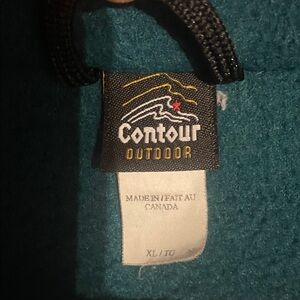 Contour
OUTDOOR
MADE IN / FAIT AU
CANADA
XL / TG